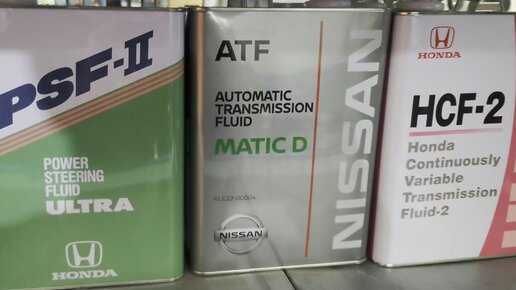 PSF-II
POWER
STEERING
FLUID
ULTRA
HONDA
ATF
AUTOMATIC
TRANSMISSION
FLUID
MATIC D
KLE22-00004
NISSAN
NISSAN
HONDA
HCF-2
Honda
Continuously
Variable
Transmission
Fluid-2